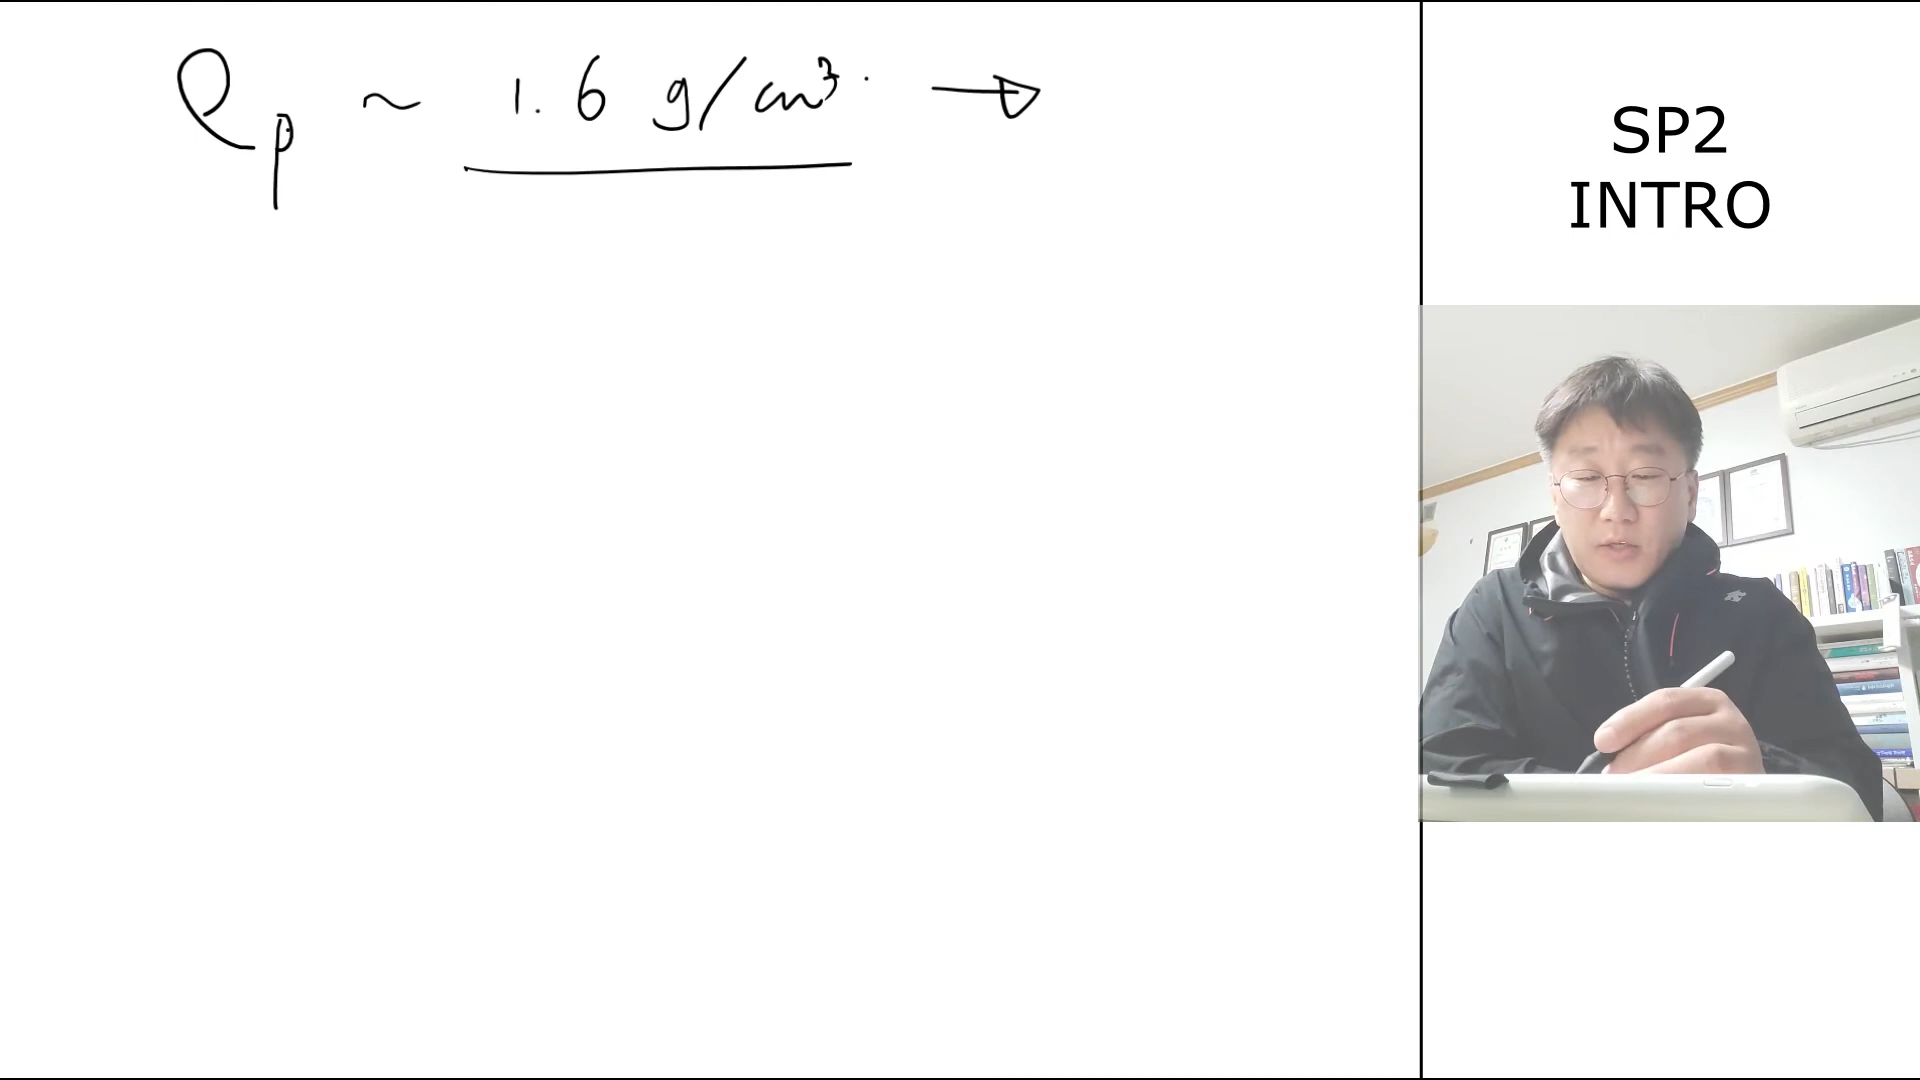 ρp ~ 1.6 g/cm³. →
SP2
INTRO